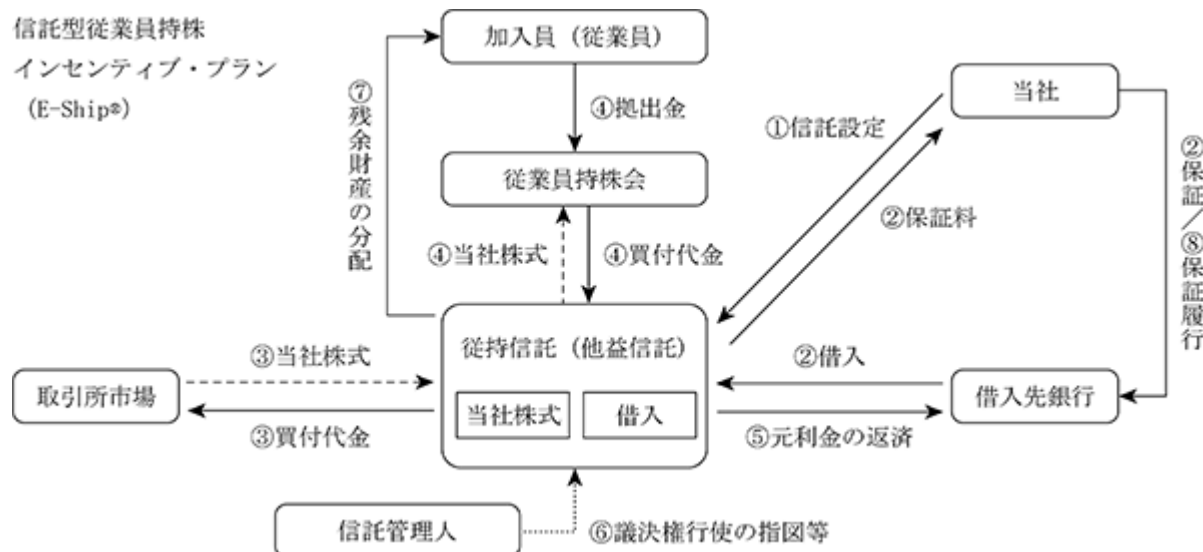 信託型従業員持株
インセンティブ・プラン
(E-Ship®)
加入員（従業員）
当社
⑦残余財産の分配
④拠出金
①信託設定
②保証／⑧保証履行
従業員持株会
②保証料
④当社株式
④買付代金
従持信託（他益信託）
③当社株式
②借入
取引所市場
当社株式
借入
借入先銀行
③買付代金
⑤元利金の返済
信託管理人
⑥議決権行使の指図等